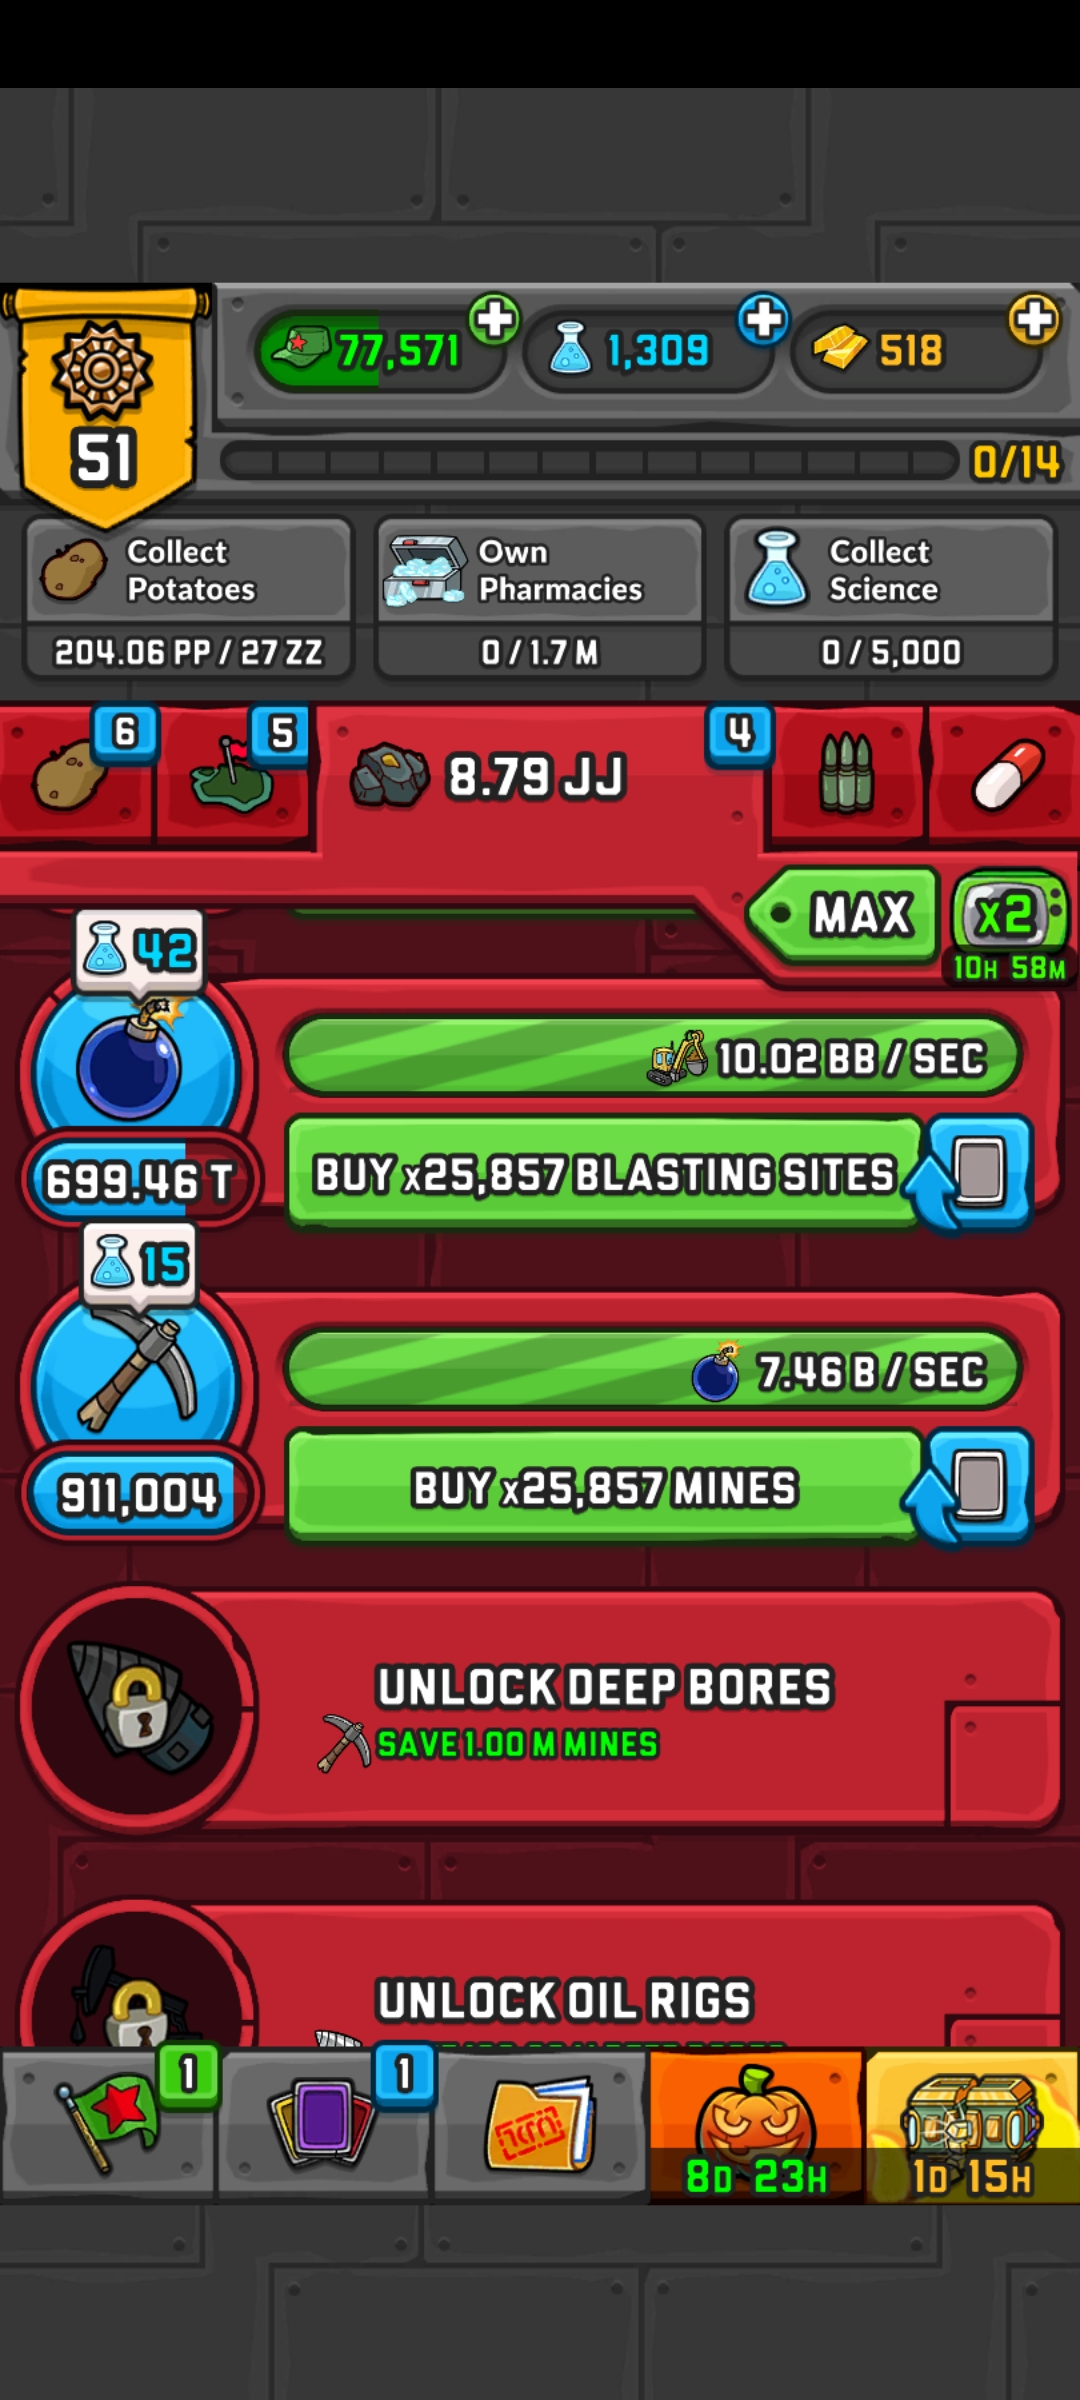 77,571
1,309
518
51
0/14
Collect
Potatoes
Own
Pharmacies
Collect
Science
204.06 PP / 27 ZZ
0 / 1.7 M
0 / 5,000
6
5
8.79 JJ
4
MAX
x2
10H 58M
42
10.02 BB / SEC
699.46 T
BUY x25,857 BLASTING SITES
15
7.46 B / SEC
911,004
BUY x25,857 MINES
UNLOCK DEEP BORES
SAVE 1.00 M MINES
UNLOCK OIL RIGS
1
1
8D 23H
1D 15H